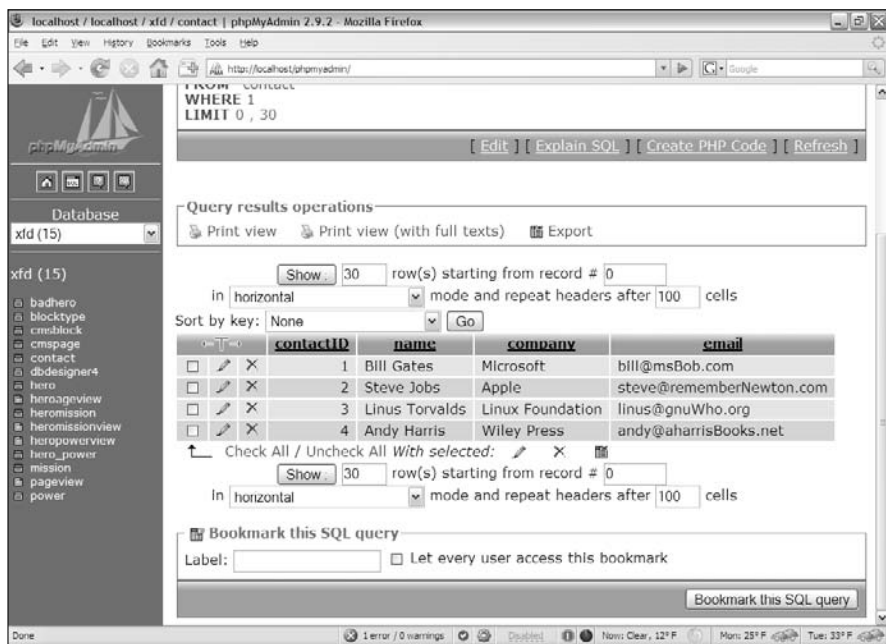 localhost / localhost / xfd / contact | phpMyAdmin 2.9.2 - Mozilla Firefox
File Edit View History Bookmarks Tools Help
http://localhost/phpmyadmin/
Google
FROM contact
WHERE 1
LIMIT 0 , 30
[ Edit ] [ Explain SQL ] [ Create PHP Code ] [ Refresh ]
phpMyAdmin
Database
xfd (15)
xfd (15)
badhero
blocktype
cmsblock
cmspage
contact
dbdesigner4
hero
heroageview
heromission
heromissionview
heropowerview
hero_power
mission
pageview
power
Query results operations
Print view Print view (with full texts) Export
Show : 30 row(s) starting from record # 0
in horizontal mode and repeat headers after 100 cells
Sort by key: None Go
←T→ contactID name company email
1 Bill Gates Microsoft bill@msBob.com
2 Steve Jobs Apple steve@rememberNewton.com
3 Linus Torvalds Linux Foundation linus@gnuWho.org
4 Andy Harris Wiley Press andy@aharrisBooks.net
Check All / Uncheck All With selected:
Show : 30 row(s) starting from record # 0
in horizontal mode and repeat headers after 100 cells
Bookmark this SQL query
Label: Let every user access this bookmark
Bookmark this SQL query
Done 1 error / 0 warnings Disabled Now: Clear, 12° F Mon: 25° F Tue: 33° F